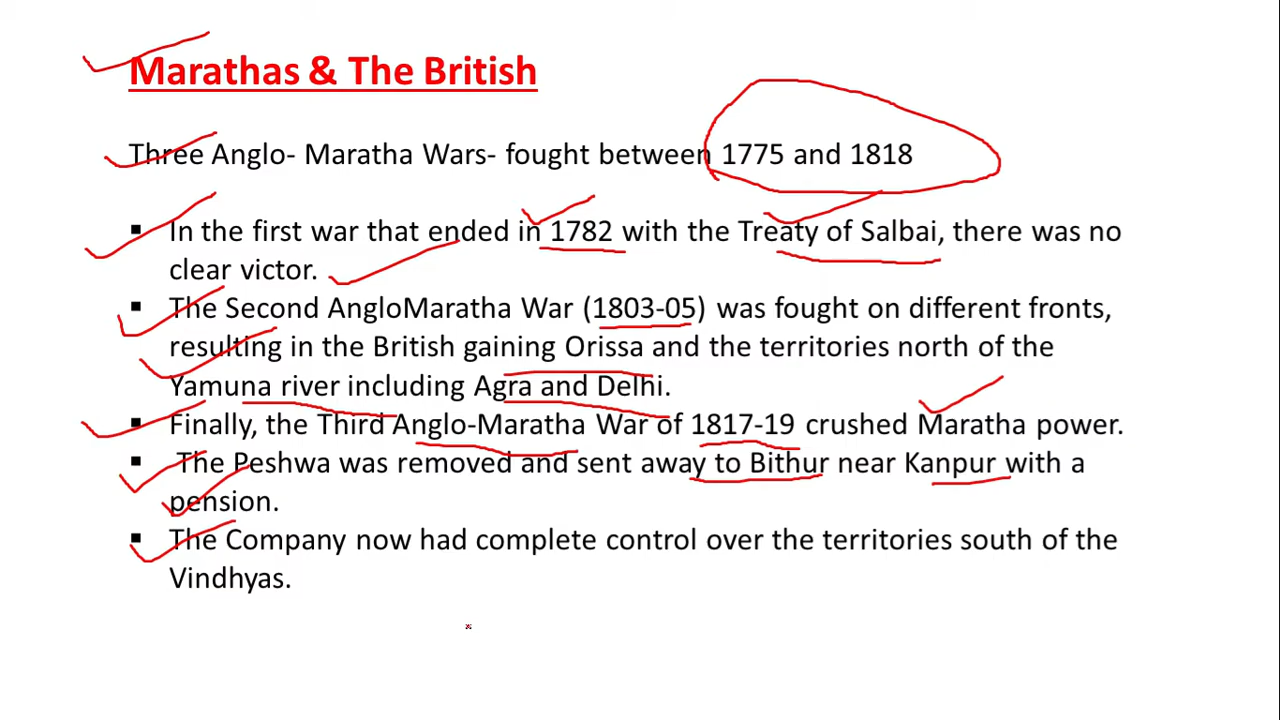 Marathas & The British
Three Anglo- Maratha Wars- fought between 1775 and 1818
▪ In the first war that ended in 1782 with the Treaty of Salbai, there was no
clear victor.
▪ The Second AngloMaratha War (1803-05) was fought on different fronts,
resulting in the British gaining Orissa and the territories north of the
Yamuna river including Agra and Delhi.
▪ Finally, the Third Anglo-Maratha War of 1817-19 crushed Maratha power.
▪ The Peshwa was removed and sent away to Bithur near Kanpur with a
pension.
▪ The Company now had complete control over the territories south of the
Vindhyas.